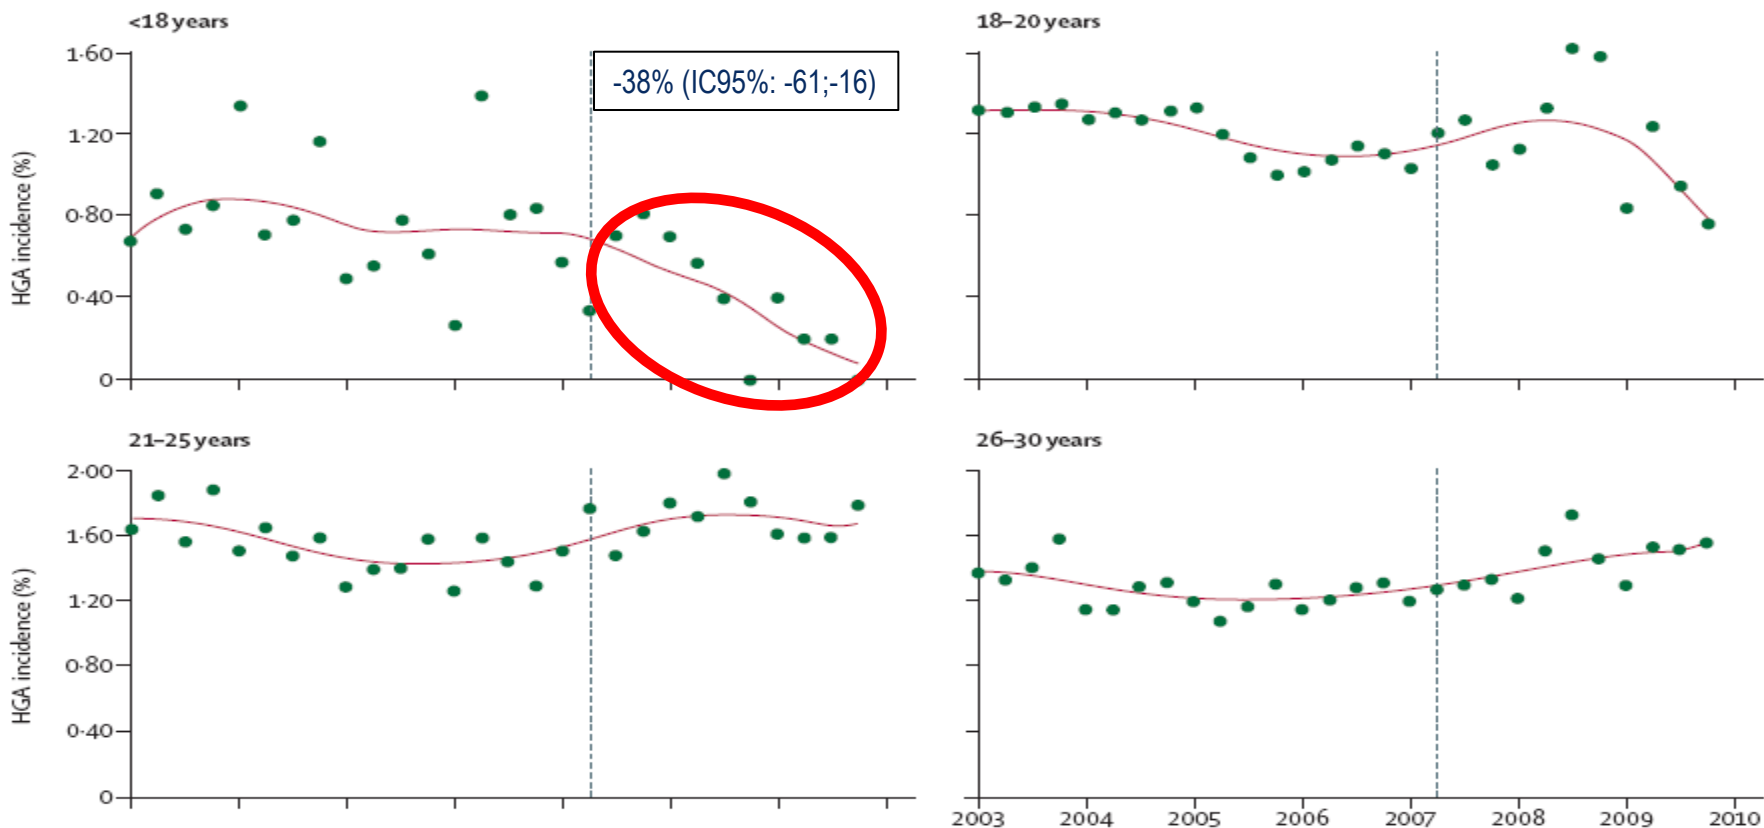 <18 years
18–20 years
1·60
1·20
0·80
0·40
0
HGA incidence (%)
-38% (IC95%: -61;-16)
21–25 years
26–30 years
2·00
1·60
1·20
0·80
0·40
0
HGA incidence (%)
2003 2004 2005 2006 2007 2008 2009 2010